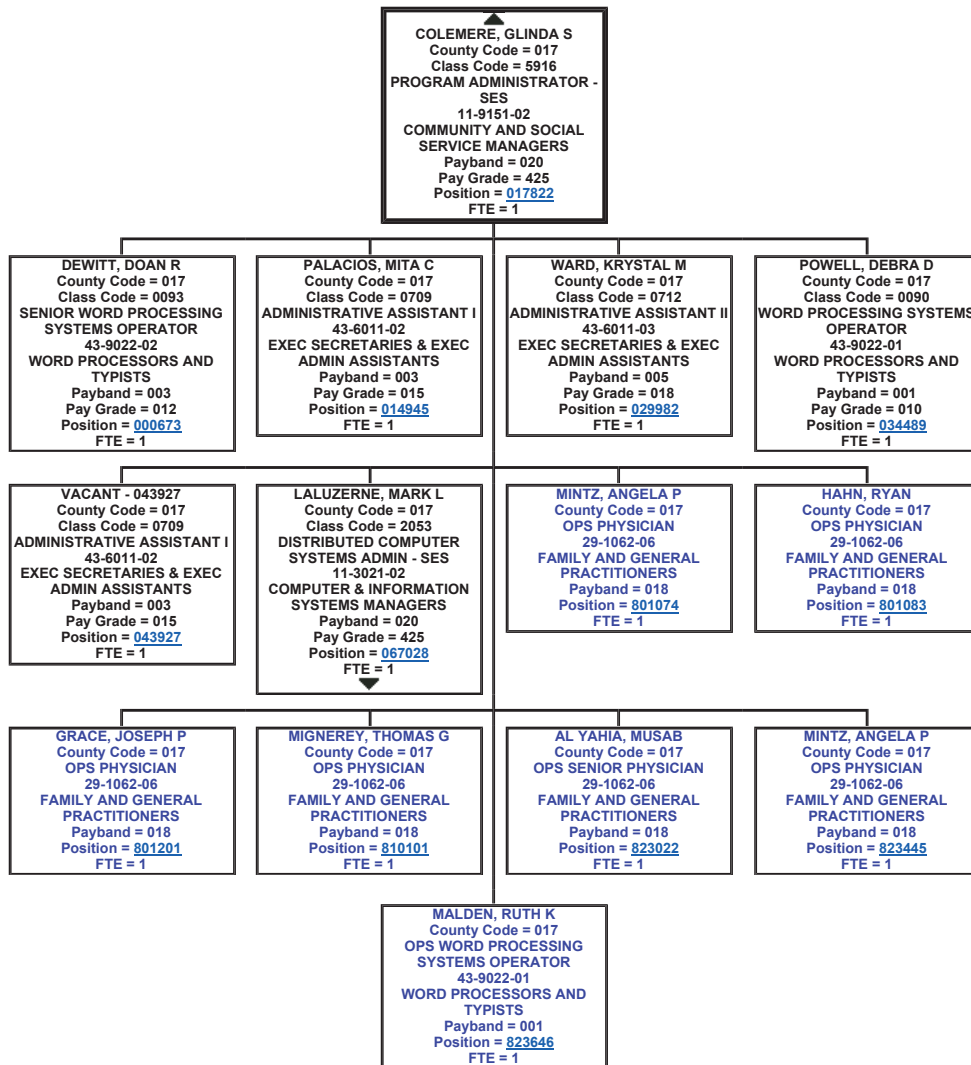 COLEMERE, GLINDA S
County Code = 017
Class Code = 5916
PROGRAM ADMINISTRATOR -
SES
11-9151-02
COMMUNITY AND SOCIAL
SERVICE MANAGERS
Payband = 020
Pay Grade = 425
Position = 017822
FTE = 1
DEWITT, DOAN R
County Code = 017
Class Code = 0093
SENIOR WORD PROCESSING
SYSTEMS OPERATOR
43-9022-02
WORD PROCESSORS AND
TYPISTS
Payband = 003
Pay Grade = 012
Position = 000673
FTE = 1
PALACIOS, MITA C
County Code = 017
Class Code = 0709
ADMINISTRATIVE ASSISTANT I
43-6011-02
EXEC SECRETARIES & EXEC
ADMIN ASSISTANTS
Payband = 003
Pay Grade = 015
Position = 014945
FTE = 1
WARD, KRYSTAL M
County Code = 017
Class Code = 0712
ADMINISTRATIVE ASSISTANT II
43-6011-03
EXEC SECRETARIES & EXEC
ADMIN ASSISTANTS
Payband = 005
Pay Grade = 018
Position = 029982
FTE = 1
POWELL, DEBRA D
County Code = 017
Class Code = 0090
WORD PROCESSING SYSTEMS
OPERATOR
43-9022-01
WORD PROCESSORS AND
TYPISTS
Payband = 001
Pay Grade = 010
Position = 034489
FTE = 1
VACANT - 043927
County Code = 017
Class Code = 0709
ADMINISTRATIVE ASSISTANT I
43-6011-02
EXEC SECRETARIES & EXEC
ADMIN ASSISTANTS
Payband = 003
Pay Grade = 015
Position = 043927
FTE = 1
LALUZERNE, MARK L
County Code = 017
Class Code = 2053
DISTRIBUTED COMPUTER
SYSTEMS ADMIN - SES
11-3021-02
COMPUTER & INFORMATION
SYSTEMS MANAGERS
Payband = 020
Pay Grade = 425
Position = 067028
FTE = 1
MINTZ, ANGELA P
County Code = 017
OPS PHYSICIAN
29-1062-06
FAMILY AND GENERAL
PRACTITIONERS
Payband = 018
Position = 801074
FTE = 1
HAHN, RYAN
County Code = 017
OPS PHYSICIAN
29-1062-06
FAMILY AND GENERAL
PRACTITIONERS
Payband = 018
Position = 801083
FTE = 1
GRACE, JOSEPH P
County Code = 017
OPS PHYSICIAN
29-1062-06
FAMILY AND GENERAL
PRACTITIONERS
Payband = 018
Position = 801201
FTE = 1
MIGNEREY, THOMAS G
County Code = 017
OPS PHYSICIAN
29-1062-06
FAMILY AND GENERAL
PRACTITIONERS
Payband = 018
Position = 810101
FTE = 1
AL YAHIA, MUSAB
County Code = 017
OPS SENIOR PHYSICIAN
29-1062-06
FAMILY AND GENERAL
PRACTITIONERS
Payband = 018
Position = 823022
FTE = 1
MINTZ, ANGELA P
County Code = 017
OPS PHYSICIAN
29-1062-06
FAMILY AND GENERAL
PRACTITIONERS
Payband = 018
Position = 823445
FTE = 1
MALDEN, RUTH K
County Code = 017
OPS WORD PROCESSING
SYSTEMS OPERATOR
43-9022-01
WORD PROCESSORS AND
TYPISTS
Payband = 001
Position = 823646
FTE = 1